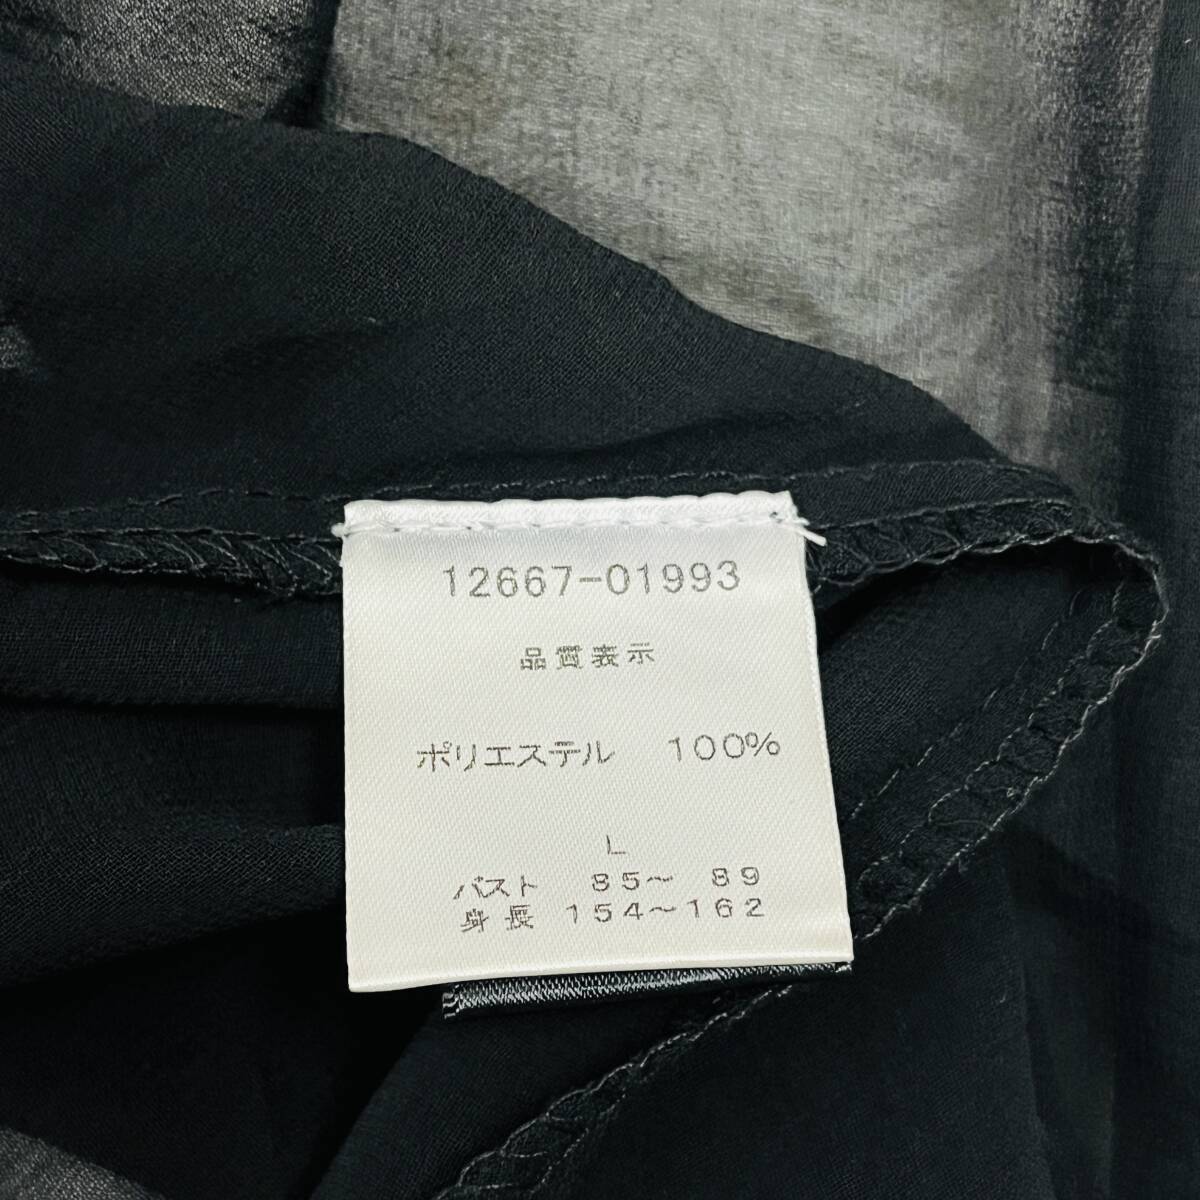 12667-01993
品質表示
ポリエステル 100%
L
バスト 85～ 89
身長 154～162